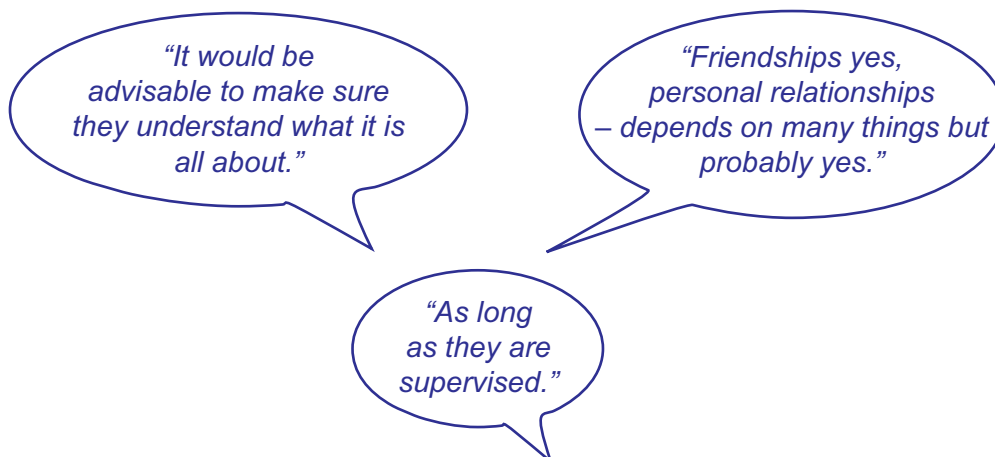 “It would be
advisable to make sure
they understand what it is
all about.”
“Friendships yes,
personal relationships
– depends on many things but
probably yes.”
“As long
as they are
supervised.”